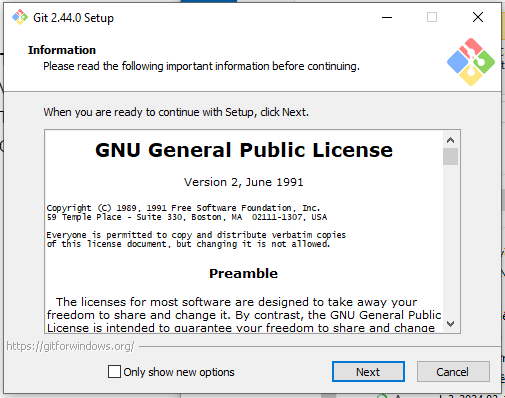 Git 2.44.0 Setup
Information
Please read the following important information before continuing.
When you are ready to continue with Setup, click Next.
GNU General Public License
Version 2, June 1991
Copyright (C) 1989, 1991 Free Software Foundation, Inc.
59 Temple Place - Suite 330, Boston, MA  02111-1307, USA
Everyone is permitted to copy and distribute verbatim copies
of this license document, but changing it is not allowed.
Preamble
The licenses for most software are designed to take away your
freedom to share and change it. By contrast, the GNU General Public
License is intended to guarantee your freedom to share and change
https://gitforwindows.org/
Only show new options
Next
Cancel